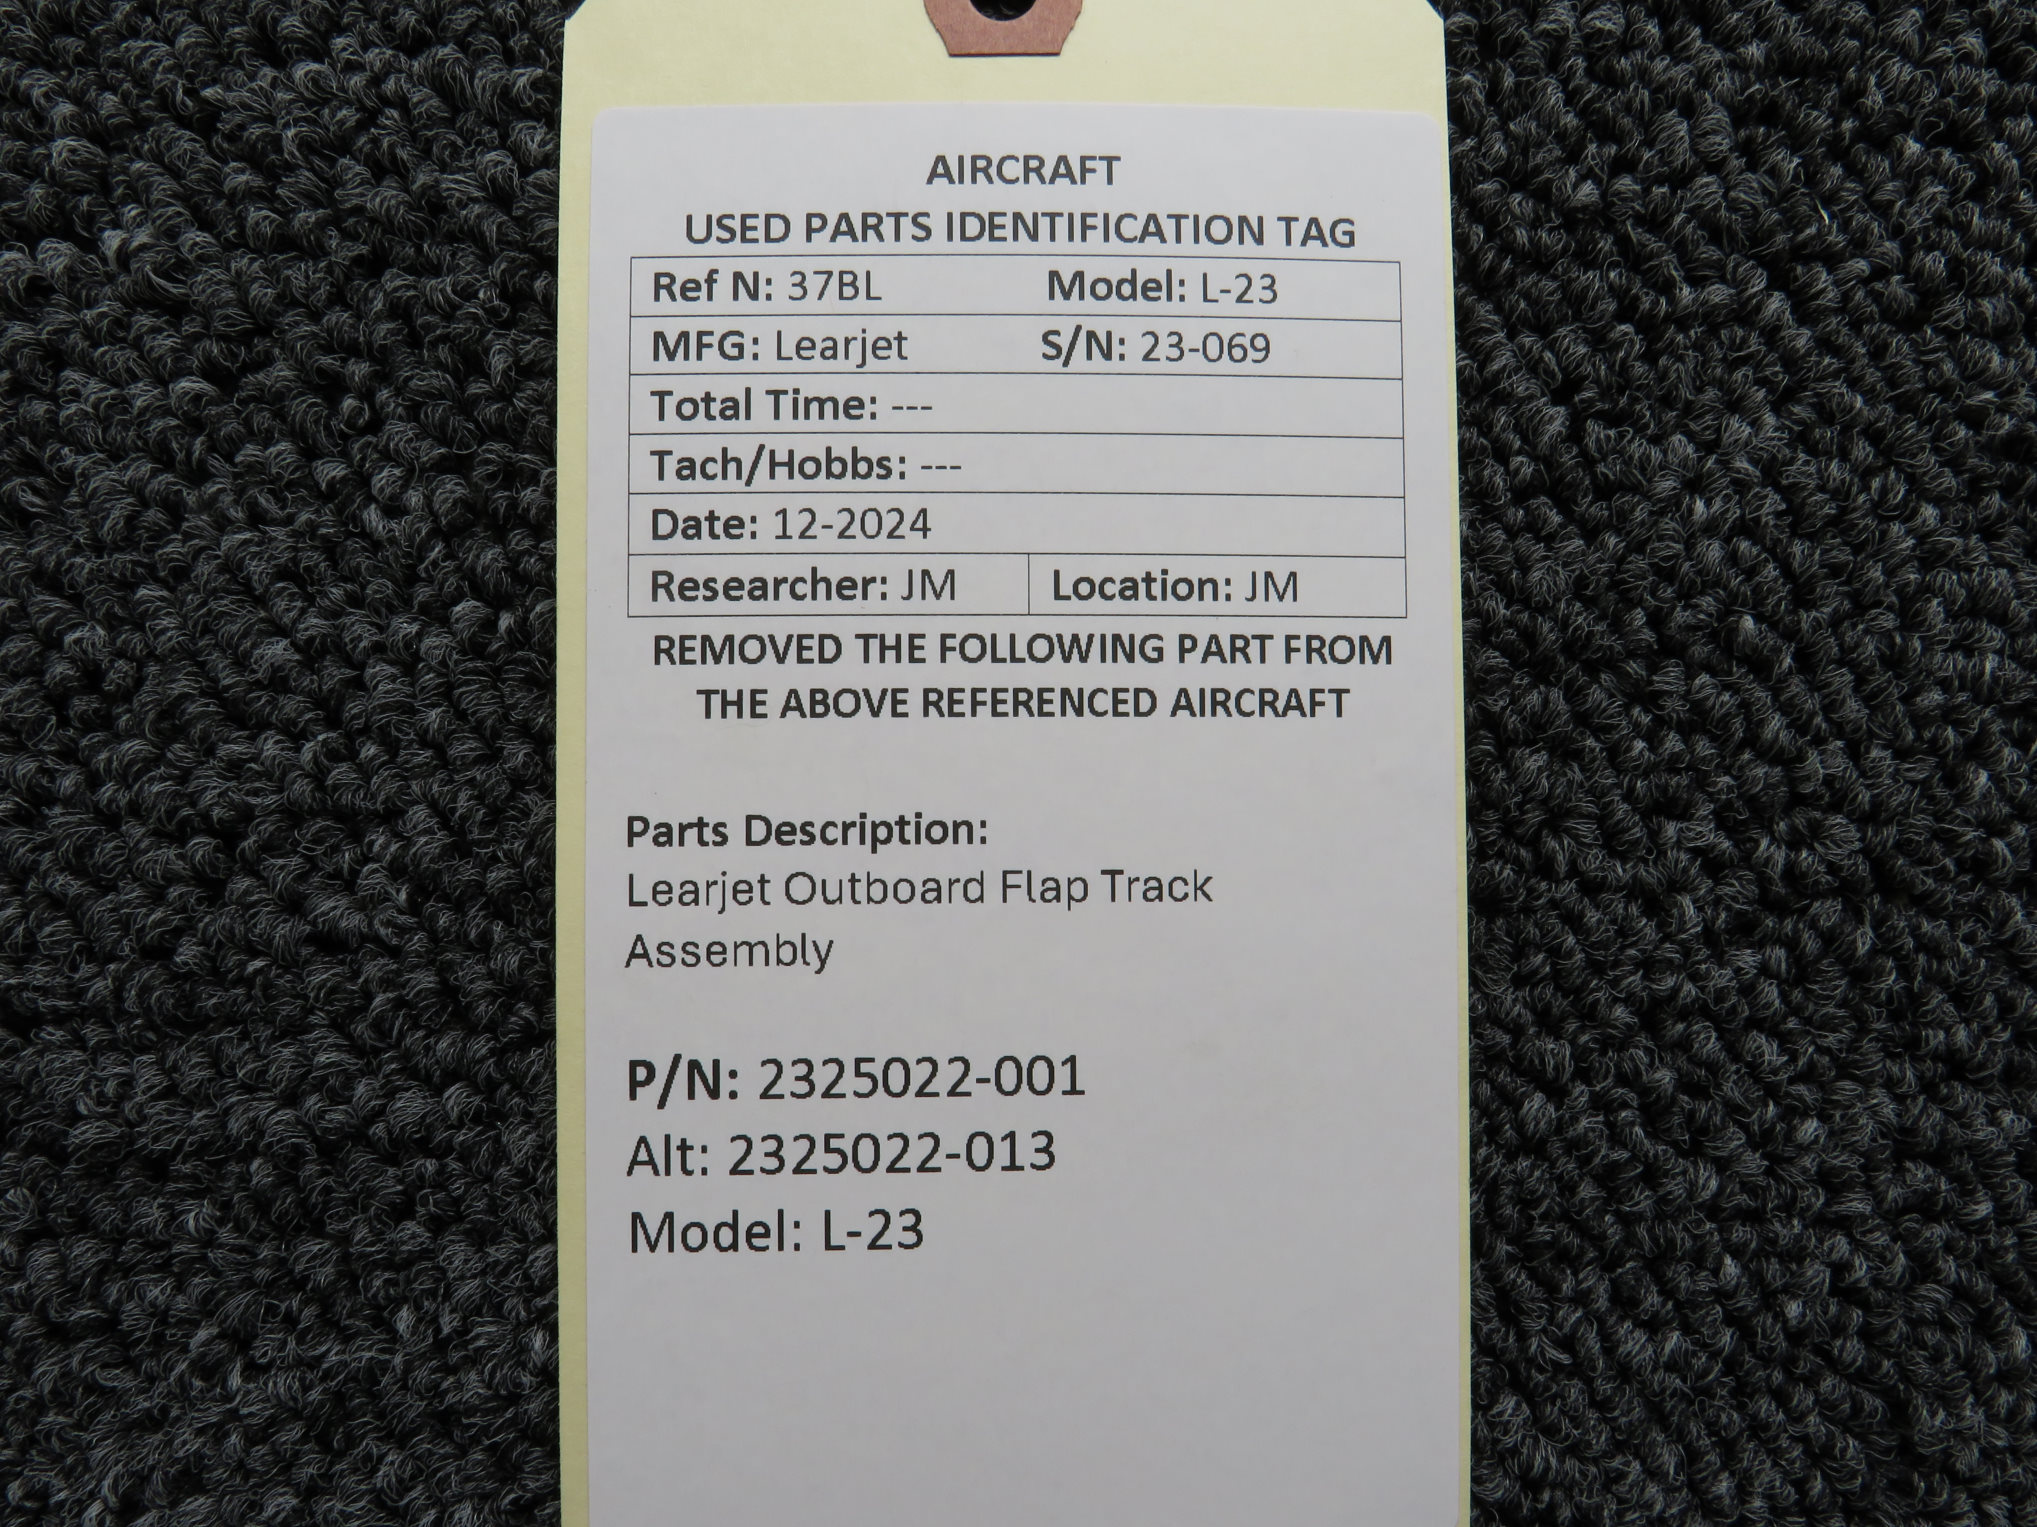 AIRCRAFT
USED PARTS IDENTIFICATION TAG
Ref N: 37BL Model: L-23
MFG: Learjet S/N: 23-069
Total Time: ---
Tach/Hobbs: ---
Date: 12-2024
Researcher: JM Location: JM
REMOVED THE FOLLOWING PART FROM
THE ABOVE REFERENCED AIRCRAFT
Parts Description:
Learjet Outboard Flap Track
Assembly
P/N: 2325022-001
Alt: 2325022-013
Model: L-23